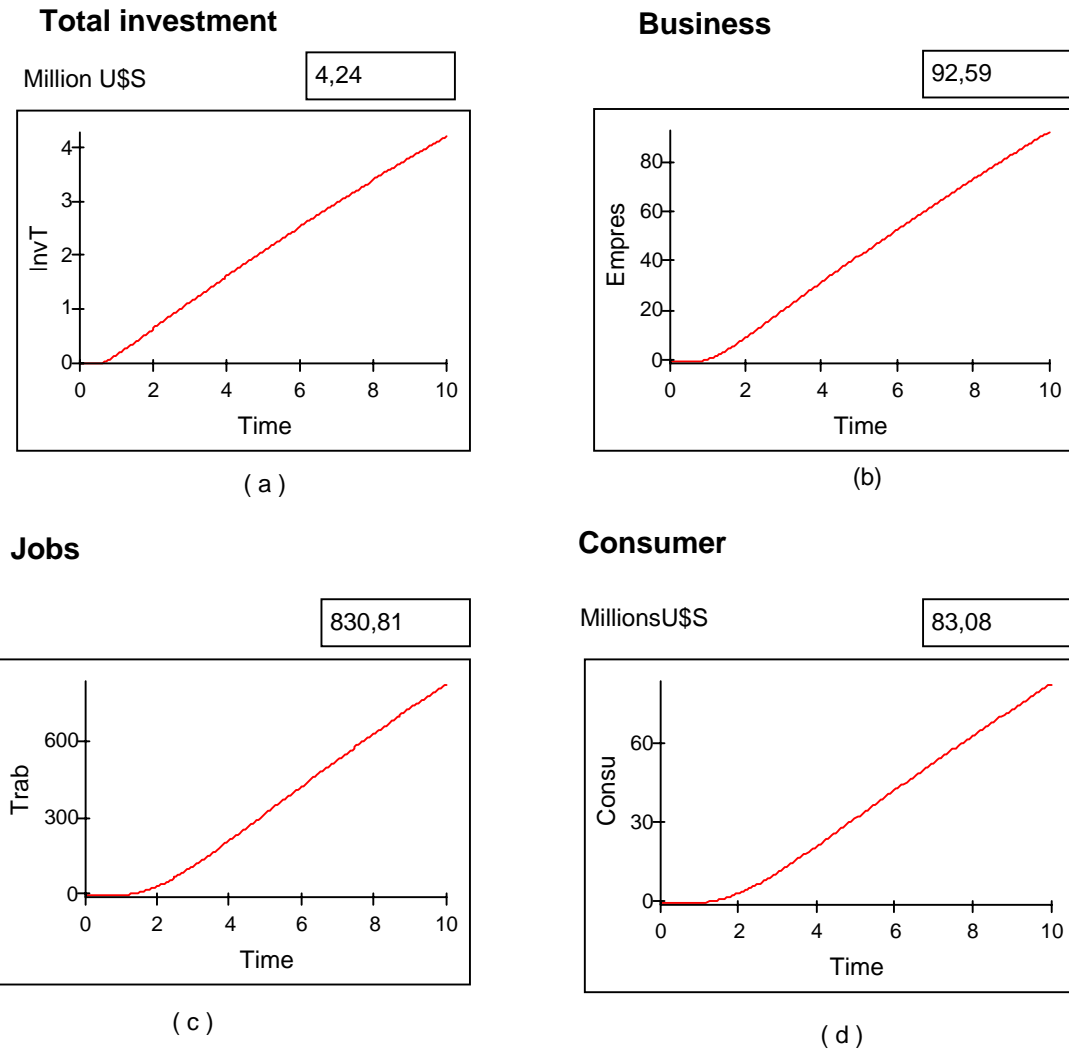 Total investment
Million U$S
4,24
InvT
4
3
2
1
0
0 2 4 6 8 10
Time
( a )
Business
92,59
Empres
80
60
40
20
0
0 2 4 6 8 10
Time
(b)
Jobs
830,81
Trab
600
300
0
0 2 4 6 8 10
Time
( c )
Consumer
MillionsU$S
83,08
Consu
60
30
0
0 2 4 6 8 10
Time
( d )